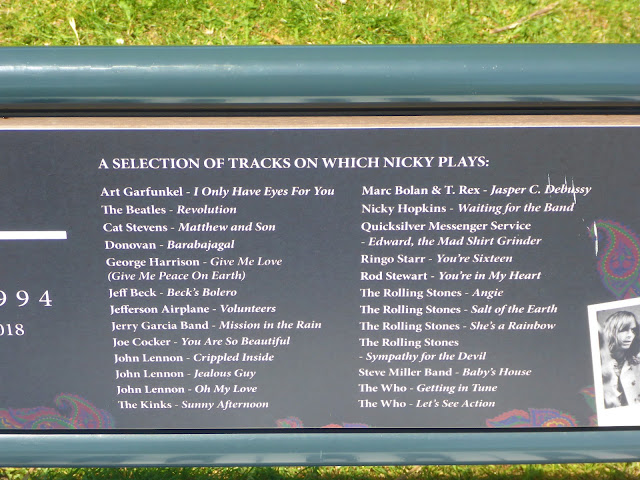 A SELECTION OF TRACKS ON WHICH NICKY PLAYS:
Art Garfunkel - I Only Have Eyes For You
The Beatles - Revolution
Cat Stevens - Matthew and Son
Donovan - Barabajagal
George Harrison - Give Me Love
(Give Me Peace On Earth)
Jeff Beck - Beck's Bolero
Jefferson Airplane - Volunteers
Jerry Garcia Band - Mission in the Rain
Joe Cocker - You Are So Beautiful
John Lennon - Crippled Inside
John Lennon - Jealous Guy
John Lennon - Oh My Love
The Kinks - Sunny Afternoon
Marc Bolan & T. Rex - Jasper C. Debussy
Nicky Hopkins - Waiting for the Band
Quicksilver Messenger Service
- Edward, the Mad Shirt Grinder
Ringo Starr - You're Sixteen
Rod Stewart - You're in My Heart
The Rolling Stones - Angie
The Rolling Stones - Salt of the Earth
The Rolling Stones - She's a Rainbow
The Rolling Stones
- Sympathy for the Devil
Steve Miller Band - Baby's House
The Who - Getting in Tune
The Who - Let's See Action
994
018